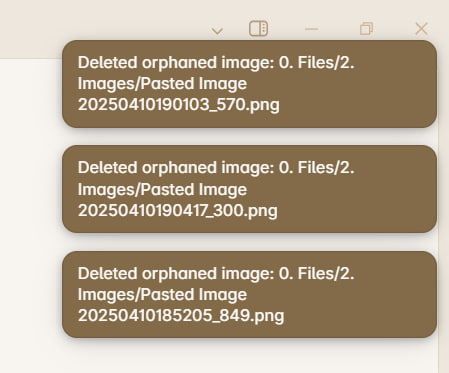 Deleted orphaned image: 0. Files/2.
Images/Pasted Image
20250410190103_570.png
Deleted orphaned image: 0. Files/2.
Images/Pasted Image
20250410190417_300.png
Deleted orphaned image: 0. Files/2.
Images/Pasted Image
20250410185205_849.png